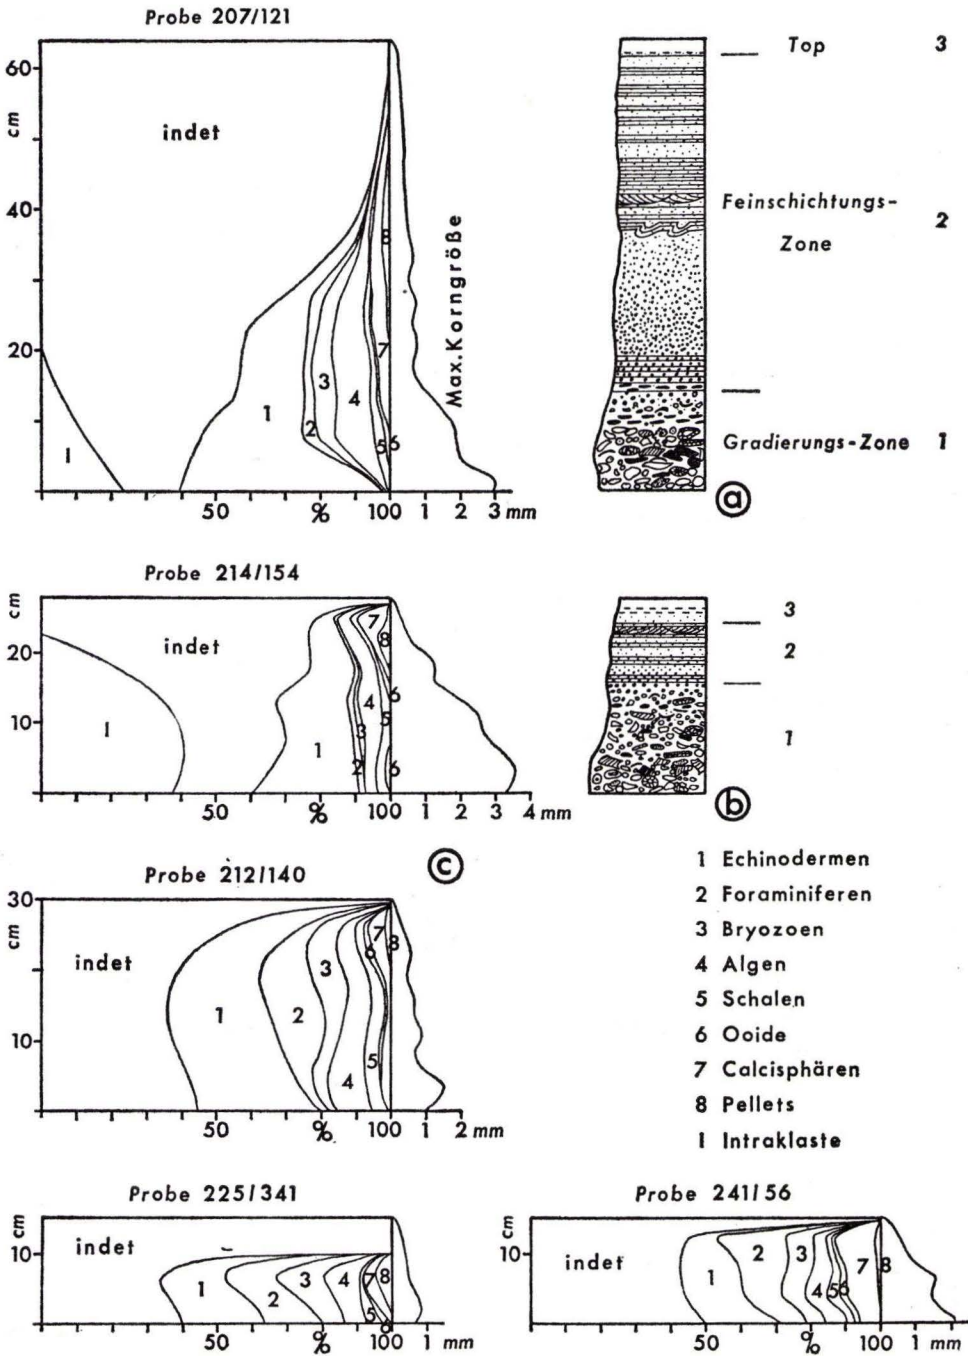 Probe 207/121
60
cm
40
20
indet
1
I
2
3
4
5
6
7
8
50 % 100 1 2 3 mm
Max. Korngröße
Top 3
Feinschichtungs-
Zone
2
Gradierungs-Zone 1
a
Probe 214/154
cm
20
10
indet
I
1
2
3
4
5
6
6
7
8
50 % 100 1 2 3 4 mm
3
2
1
b
c
Probe 212/140
30
cm
10
indet
1
2
3
4
5
6
7
8
50 % 100 1 2 mm
1 Echinodermen
2 Foraminiferen
3 Bryozoen
4 Algen
5 Schalen
6 Ooide
7 Calcisphären
8 Pellets
I Intraklaste
Probe 225/341
cm
10
indet
1
2
3
4
5
6
7
8
50 % 100 1 mm
Probe 241/56
cm
10
indet
1
2
3
4
5
6
7
8
50 % 100 1 2 mm